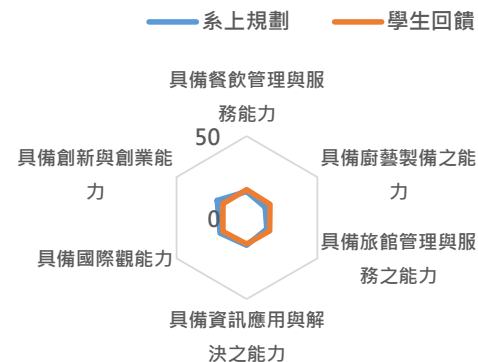 系上規劃 學生回饋
具備餐飲管理與服
務能力
50
具備創新與創業能
力
具備廚藝製備之能
力
0
具備國際觀能力
具備旅館管理與服
務之能力
具備資訊應用與解
決之能力